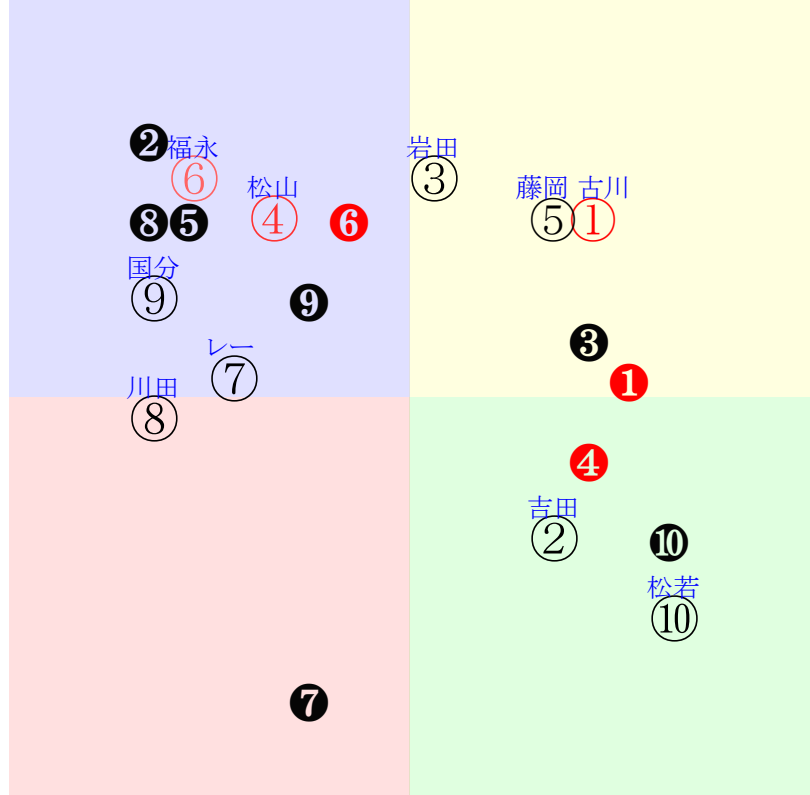 ❷
福永
⑥
岩田
③
松山
④
藤岡 古川
⑤①
❽❺
❻
国分
⑨
❾
❸
レー
⑦
川田
⑧
❶
❹
吉田
②
❿
松若
⑩
❼